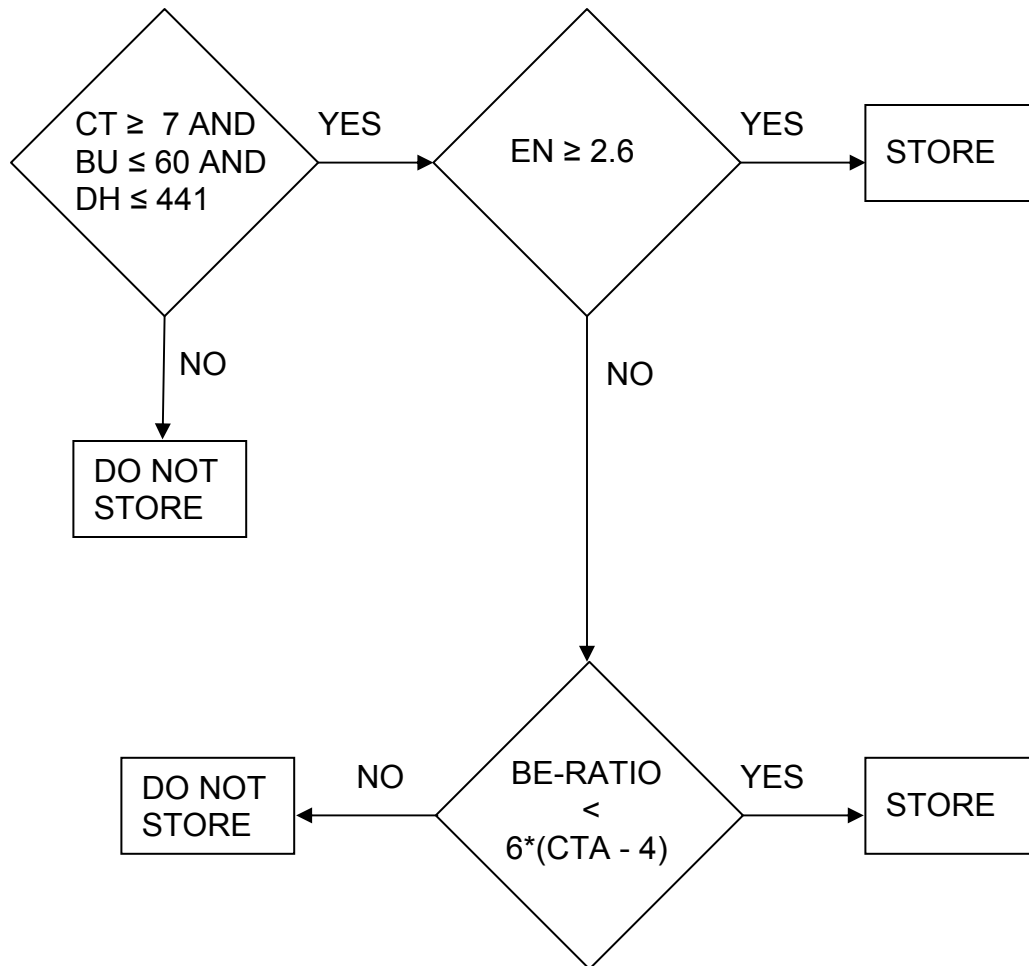 CT ≥ 7 AND
BU ≤ 60 AND
DH ≤ 441
YES
EN ≥ 2.6
YES
STORE
NO
DO NOT
STORE
NO
BE-RATIO
<
6*(CTA - 4)
NO
DO NOT
STORE
YES
STORE